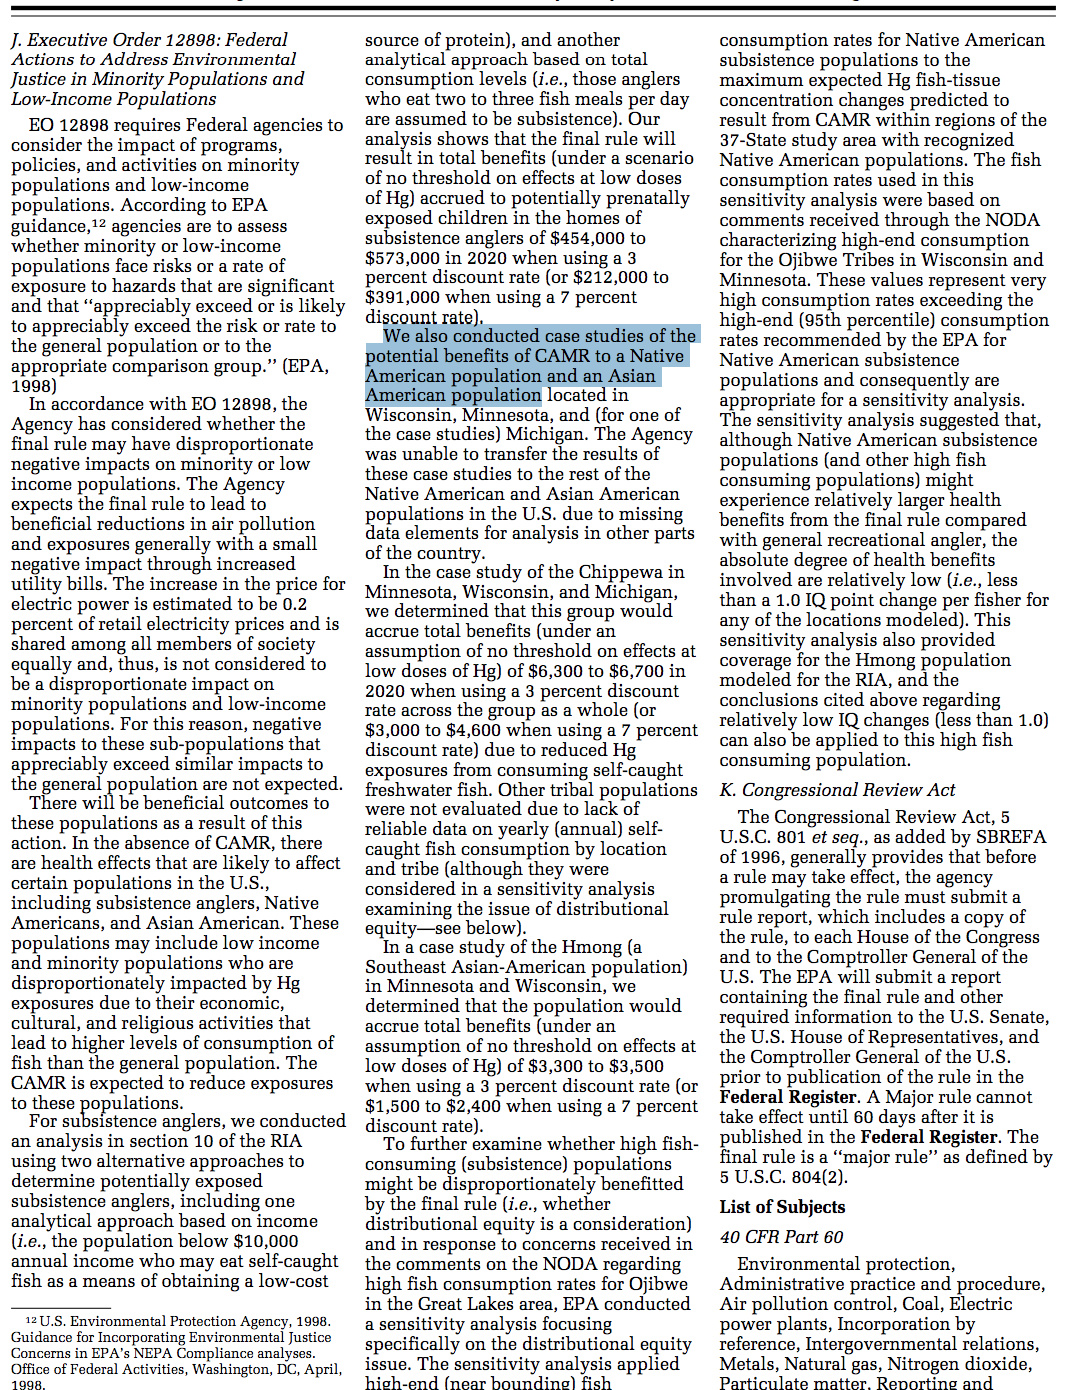 J. Executive Order 12898: Federal
Actions to Address Environmental
Justice in Minority Populations and
Low-Income Populations
EO 12898 requires Federal agencies to
consider the impact of programs,
policies, and activities on minority
populations and low-income
populations. According to EPA
guidance,12 agencies are to assess
whether minority or low-income
populations face risks or a rate of
exposure to hazards that are significant
and that ‘‘appreciably exceed or is likely
to appreciably exceed the risk or rate to
the general population or to the
appropriate comparison group.’’ (EPA,
1998)
In accordance with EO 12898, the
Agency has considered whether the
final rule may have disproportionate
negative impacts on minority or low
income populations. The Agency
expects the final rule to lead to
beneficial reductions in air pollution
and exposures generally with a small
negative impact through increased
utility bills. The increase in the price for
electric power is estimated to be 0.2
percent of retail electricity prices and is
shared among all members of society
equally and, thus, is not considered to
be a disproportionate impact on
minority populations and low-income
populations. For this reason, negative
impacts to these sub-populations that
appreciably exceed similar impacts to
the general population are not expected.
There will be beneficial outcomes to
these populations as a result of this
action. In the absence of CAMR, there
are health effects that are likely to affect
certain populations in the U.S.,
including subsistence anglers, Native
Americans, and Asian American. These
populations may include low income
and minority populations who are
disproportionately impacted by Hg
exposures due to their economic,
cultural, and religious activities that
lead to higher levels of consumption of
fish than the general population. The
CAMR is expected to reduce exposures
to these populations.
For subsistence anglers, we conducted
an analysis in section 10 of the RIA
using two alternative approaches to
determine potentially exposed
subsistence anglers, including one
analytical approach based on income
(i.e., the population below $10,000
annual income who may eat self-caught
fish as a means of obtaining a low-cost
12 U.S. Environmental Protection Agency, 1998.
Guidance for Incorporating Environmental Justice
Concerns in EPA’s NEPA Compliance analyses.
Office of Federal Activities, Washington, DC, April,
1998.
source of protein), and another
analytical approach based on total
consumption levels (i.e., those anglers
who eat two to three fish meals per day
are assumed to be subsistence). Our
analysis shows that the final rule will
result in total benefits (under a scenario
of no threshold on effects at low doses
of Hg) accrued to potentially prenatally
exposed children in the homes of
subsistence anglers of $454,000 to
$573,000 in 2020 when using a 3
percent discount rate (or $212,000 to
$391,000 when using a 7 percent
discount rate).
We also conducted case studies of the
potential benefits of CAMR to a Native
American population and an Asian
American population located in
Wisconsin, Minnesota, and (for one of
the case studies) Michigan. The Agency
was unable to transfer the results of
these case studies to the rest of the
Native American and Asian American
populations in the U.S. due to missing
data elements for analysis in other parts
of the country.
In the case study of the Chippewa in
Minnesota, Wisconsin, and Michigan,
we determined that this group would
accrue total benefits (under an
assumption of no threshold on effects at
low doses of Hg) of $6,300 to $6,700 in
2020 when using a 3 percent discount
rate across the group as a whole (or
$3,000 to $4,600 when using a 7 percent
discount rate) due to reduced Hg
exposures from consuming self-caught
freshwater fish. Other tribal populations
were not evaluated due to lack of
reliable data on yearly (annual) self-
caught fish consumption by location
and tribe (although they were
considered in a sensitivity analysis
examining the issue of distributional
equity—see below).
In a case study of the Hmong (a
Southeast Asian-American population)
in Minnesota and Wisconsin, we
determined that the population would
accrue total benefits (under an
assumption of no threshold on effects at
low doses of Hg) of $3,300 to $3,500
when using a 3 percent discount rate (or
$1,500 to $2,400 when using a 7 percent
discount rate).
To further examine whether high fish-
consuming (subsistence) populations
might be disproportionately benefitted
by the final rule (i.e., whether
distributional equity is a consideration)
and in response to concerns received in
the comments on the NODA regarding
high fish consumption rates for Ojibwe
in the Great Lakes area, EPA conducted
a sensitivity analysis focusing
specifically on the distributional equity
issue. The sensitivity analysis applied
high-end (near bounding) fish
consumption rates for Native American
subsistence populations to the
maximum expected Hg fish-tissue
concentration changes predicted to
result from CAMR within regions of the
37-State study area with recognized
Native American populations. The fish
consumption rates used in this
sensitivity analysis were based on
comments received through the NODA
characterizing high-end consumption
for the Ojibwe Tribes in Wisconsin and
Minnesota. These values represent very
high consumption rates exceeding the
high-end (95th percentile) consumption
rates recommended by the EPA for
Native American subsistence
populations and consequently are
appropriate for a sensitivity analysis.
The sensitivity analysis suggested that,
although Native American subsistence
populations (and other high fish
consuming populations) might
experience relatively larger health
benefits from the final rule compared
with general recreational angler, the
absolute degree of health benefits
involved are relatively low (i.e., less
than a 1.0 IQ point change per fisher for
any of the locations modeled). This
sensitivity analysis also provided
coverage for the Hmong population
modeled for the RIA, and the
conclusions cited above regarding
relatively low IQ changes (less than 1.0)
can also be applied to this high fish
consuming population.
K. Congressional Review Act
The Congressional Review Act, 5
U.S.C. 801 et seq., as added by SBREFA
of 1996, generally provides that before
a rule may take effect, the agency
promulgating the rule must submit a
rule report, which includes a copy of
the rule, to each House of the Congress
and to the Comptroller General of the
U.S. The EPA will submit a report
containing the final rule and other
required information to the U.S. Senate,
the U.S. House of Representatives, and
the Comptroller General of the U.S.
prior to publication of the rule in the
Federal Register. A Major rule cannot
take effect until 60 days after it is
published in the Federal Register. The
final rule is a ‘‘major rule’’ as defined by
5 U.S.C. 804(2).
List of Subjects
40 CFR Part 60
Environmental protection,
Administrative practice and procedure,
Air pollution control, Coal, Electric
power plants, Incorporation by
reference, Intergovernmental relations,
Metals, Natural gas, Nitrogen dioxide,
Particulate matter, Reporting and